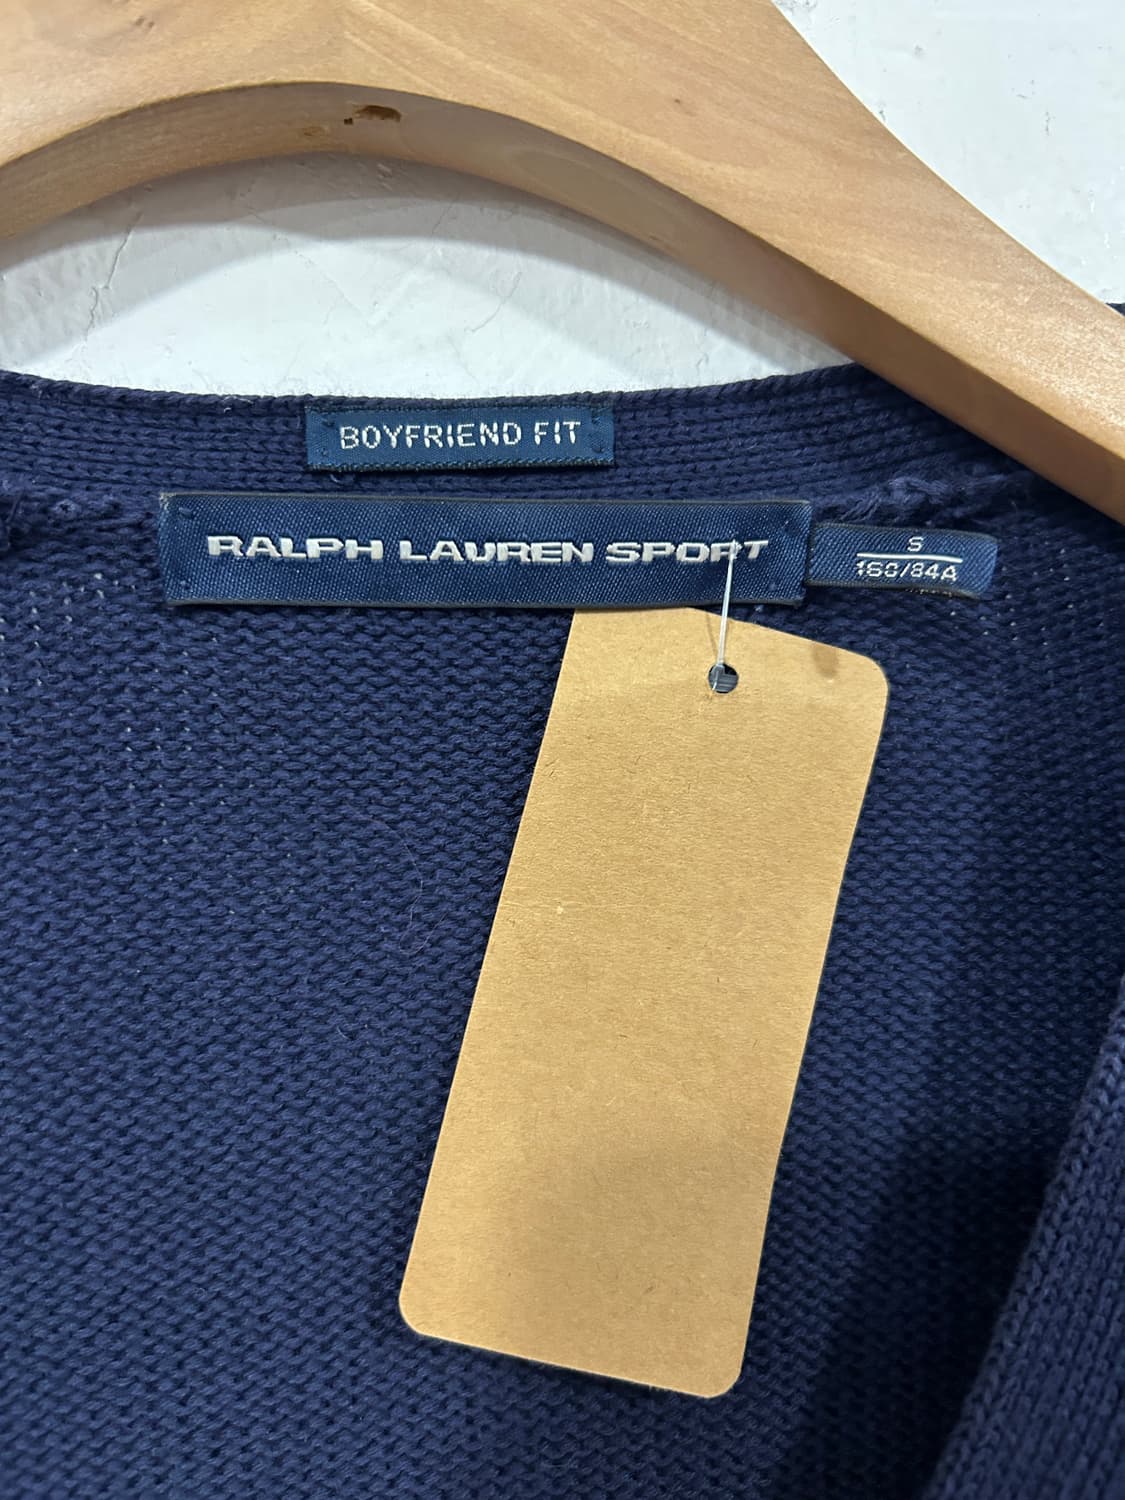 BOYFRIEND FIT
RALPH LAUREN SPORT
S
160/84A